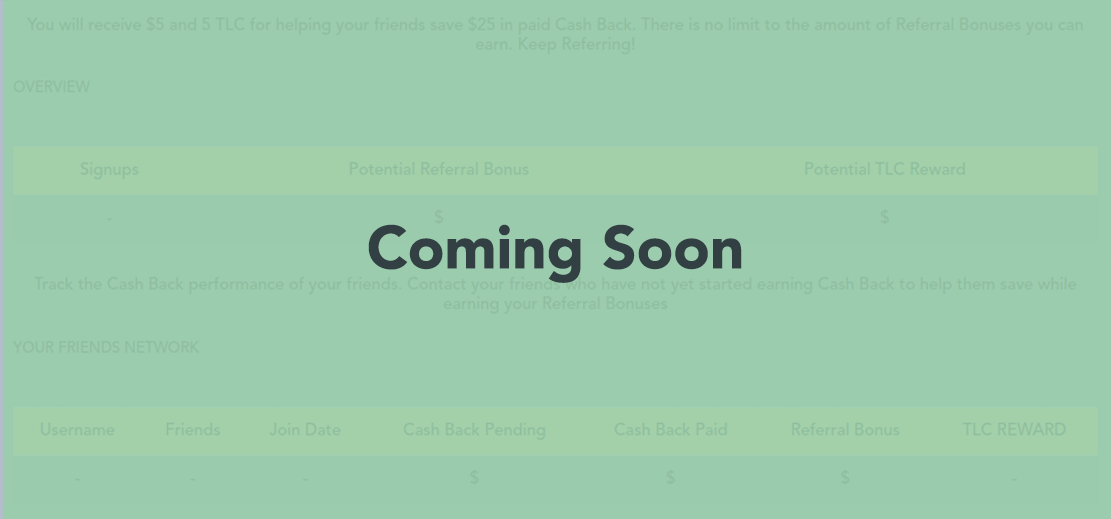 You will receive $5 and 5 TLC for helping your friends save $25 in paid Cash Back. There is no limit to the amount of Referral Bonuses you can
earn. Keep Referring!
OVERVIEW
Signups Potential Referral Bonus Potential TLC Reward
- $ $
Coming Soon
Track the Cash Back performance of your friends. Contact your friends who have not yet started earning Cash Back to help them save while
earning your Referral Bonuses
YOUR FRIENDS NETWORK
Username Friends Join Date Cash Back Pending Cash Back Paid Referral Bonus TLC REWARD
- - - $ $ $ -